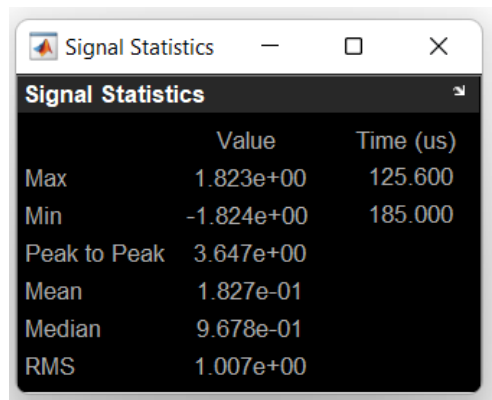 Signal Statistics
Signal Statistics
Value Time (us)
Max 1.823e+00 125.600
Min -1.824e+00 185.000
Peak to Peak 3.647e+00
Mean 1.827e-01
Median 9.678e-01
RMS 1.007e+00